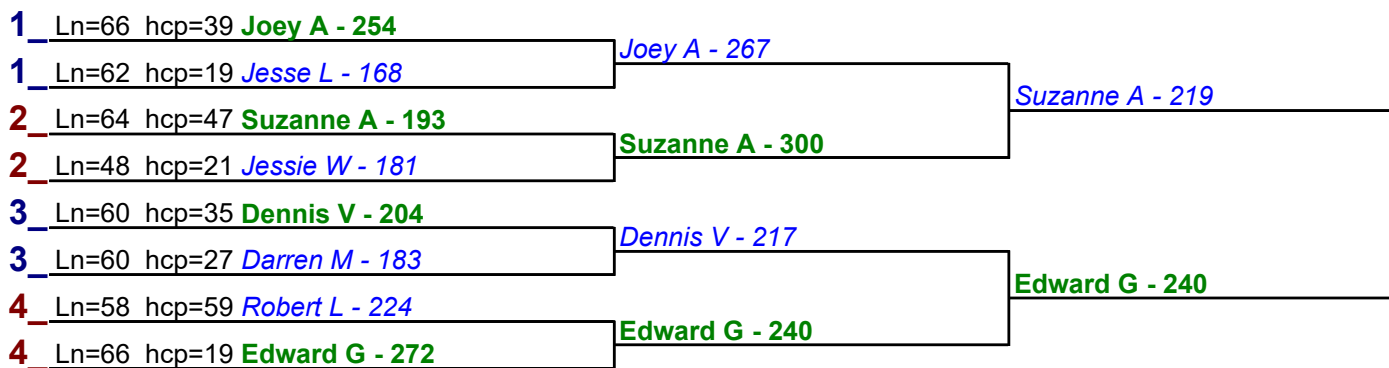 1_ Ln=66 hcp=39 Joey A - 254
Joey A - 267
1_ Ln=62 hcp=19 Jesse L - 168
Suzanne A - 219
2_ Ln=64 hcp=47 Suzanne A - 193
Suzanne A - 300
2_ Ln=48 hcp=21 Jessie W - 181
3_ Ln=60 hcp=35 Dennis V - 204
Dennis V - 217
3_ Ln=60 hcp=27 Darren M - 183
Edward G - 240
4_ Ln=58 hcp=59 Robert L - 224
Edward G - 240
4_ Ln=66 hcp=19 Edward G - 272